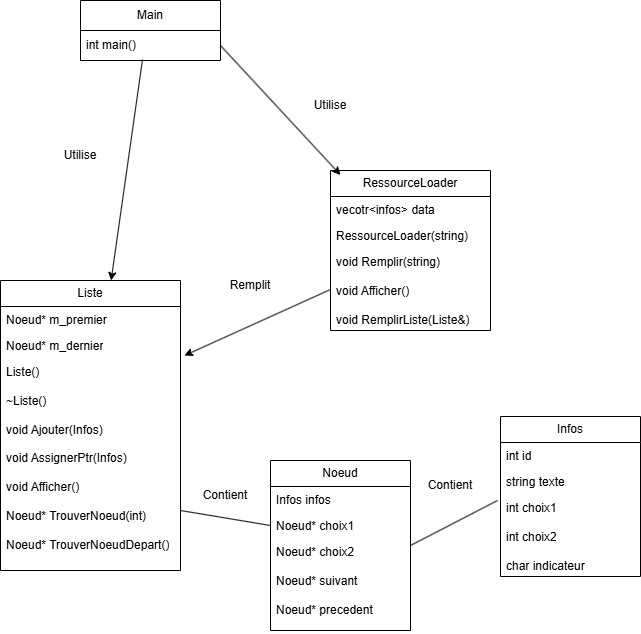 Main
int main()
Utilise
Utilise
RessourceLoader
vecotr<infos> data
RessourceLoader(string)
void Remplir(string)
void Afficher()
void RemplirListe(Liste&)
Remplit
Liste
Noeud* m_premier
Noeud* m_dernier
Liste()
~Liste()
void Ajouter(Infos)
void AssignerPtr(Infos)
void Afficher()
Noeud* TrouverNoeud(int)
Noeud* TrouverNoeudDepart()
Contient
Noeud
Infos infos
Noeud* choix1
Noeud* choix2
Noeud* suivant
Noeud* precedent
Contient
Infos
int id
string texte
int choix1
int choix2
char indicateur